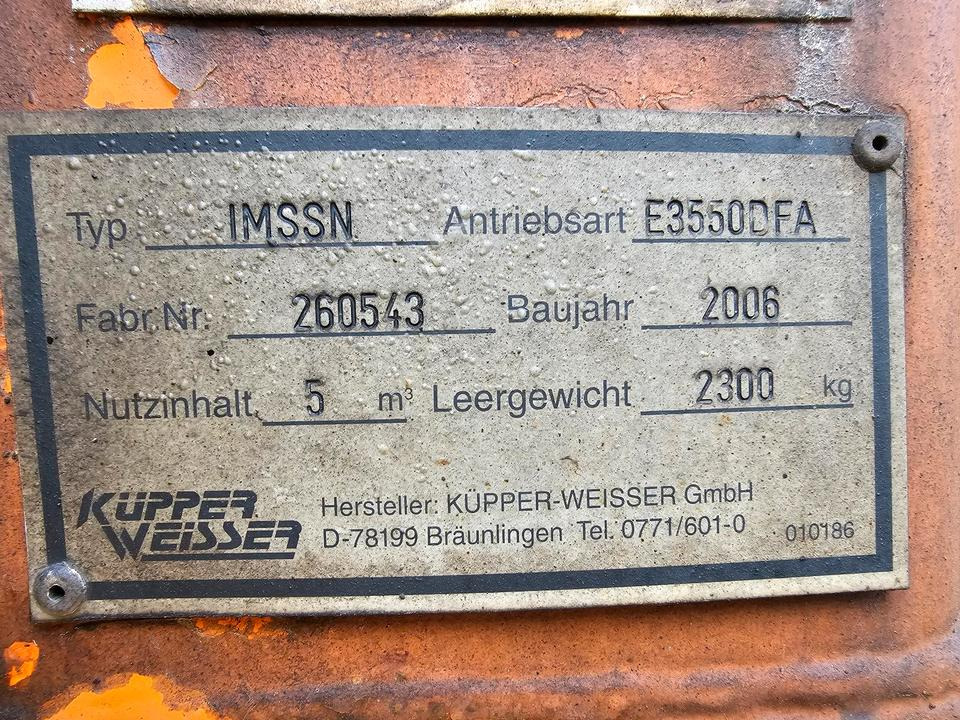 Typ IMSSN Antriebsart E3550DFA
Fabr.Nr. 260543 Baujahr 2006
Nutzinhalt 5 m³ Leergewicht 2300 kg
KÜPPER WEISSER
Hersteller: KÜPPER-WEISSER GmbH
D-78199 Bräunlingen Tel. 0771/601-0 010186